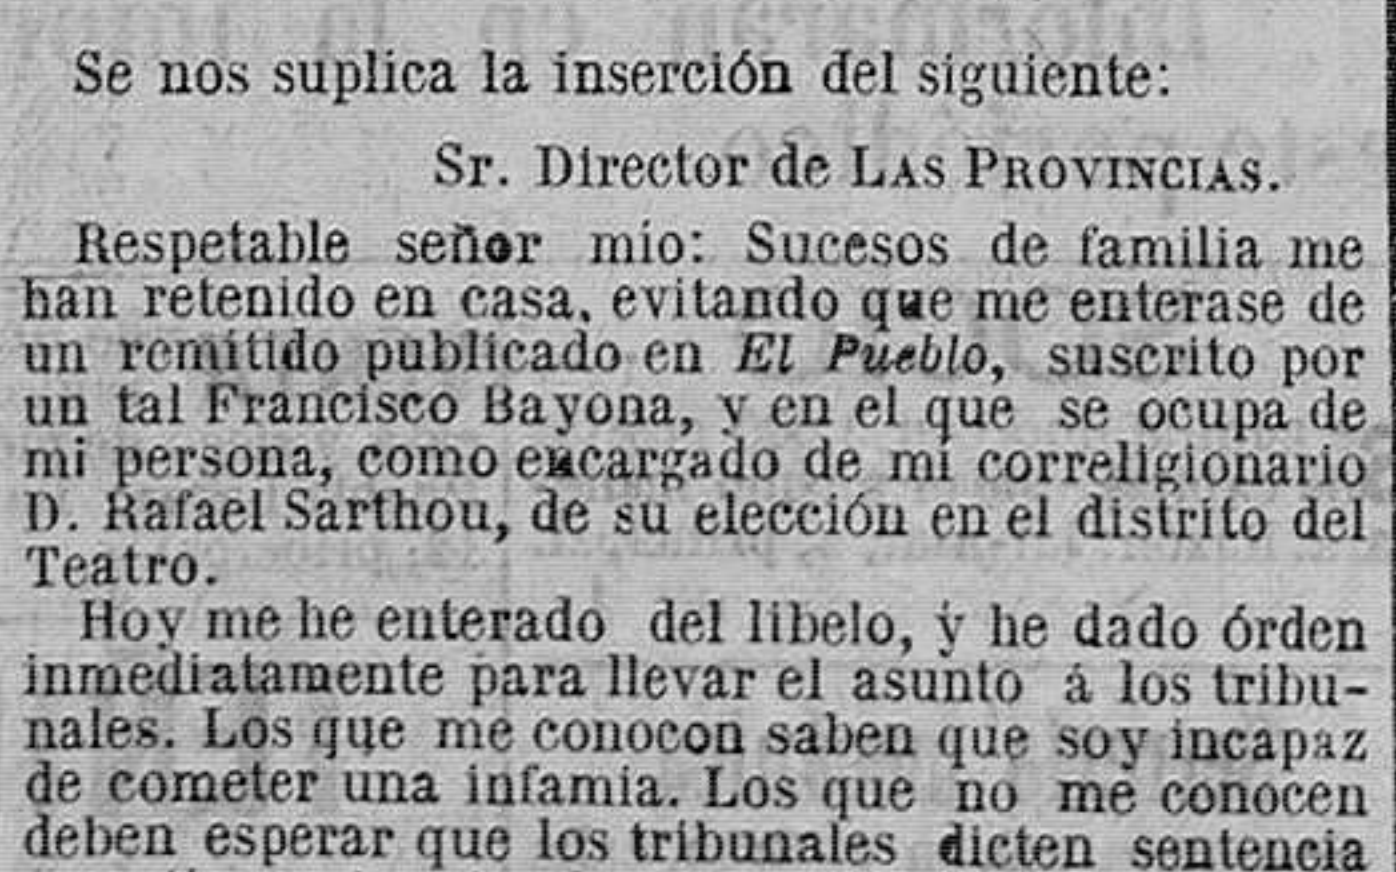 Se nos suplica la inserción del siguiente:
Sr. Director de LAS PROVINCIAS.
Respetable señor mio: Sucesos de familia me
han retenido en casa, evitando que me enterase de
un remitido publicado en El Pueblo, suscrito por
un tal Francisco Bayona, y en el que se ocupa de
mi persona, como encargado de mi correligionario
D. Rafael Sarthou, de su elección en el distrito del
Teatro.
Hoy me he enterado del libelo, y he dado órden
inmediatamente para llevar el asunto á los tribu-
nales. Los que me conocon saben que soy incapaz
de cometer una infamia. Los que no me conocen
deben esperar que los tribunales dicten sentencia